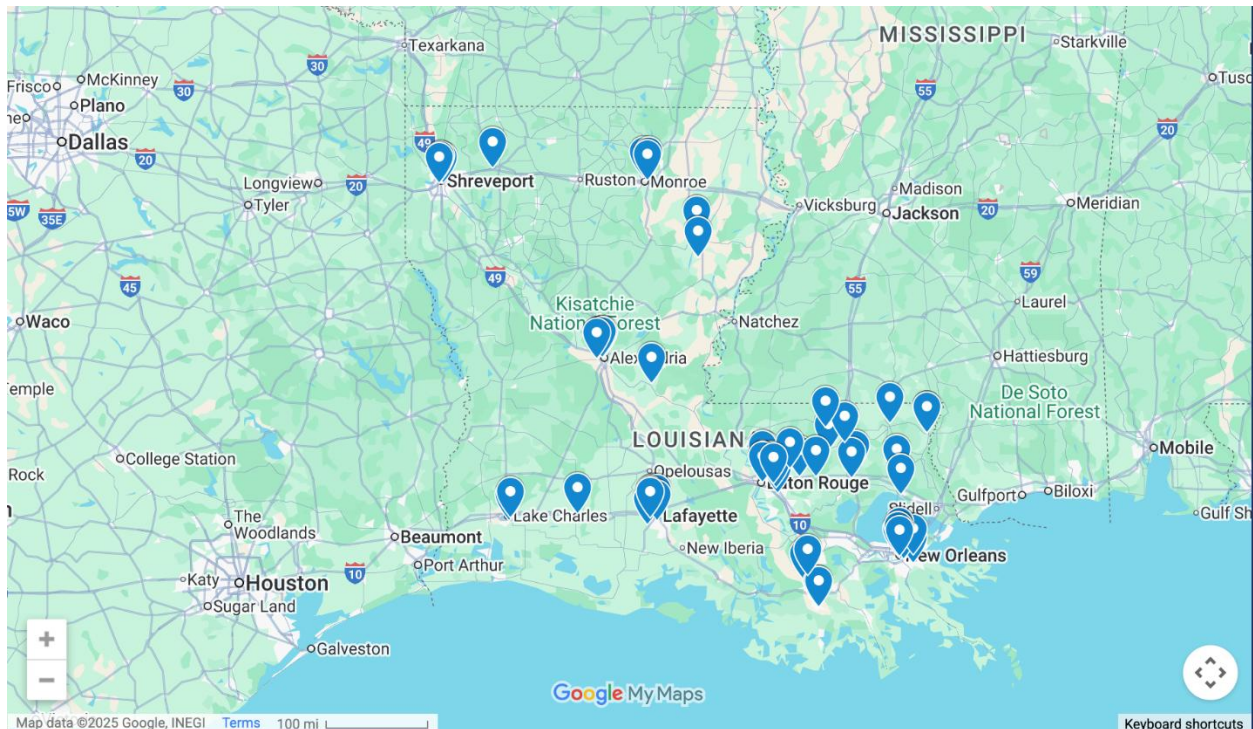 MISSISSIPPI
Starkville
Texarkana
McKinney
Frisco
Plano
Dallas
30
30
55
20
20
49
20
Longview
Tyler
Shreveport
Ruston
Monroe
Madison
Vicksburg
Jackson
20
Meridian
35E
45
49
55
59
Laurel
Waco
Kisatchie
National Forest
Natchez
Alex
dria
Hattiesburg
De Soto
National Forest
LOUISIAN
Mobile
College Station
Opelousas
Baton Rouge
Gulfport
Biloxi
Slidell
The
Woodlands
Lake Charles
Lafayette
10
Beaumont
New Iberia
New Orleans
Port Arthur
Katy
Houston
10
Sugar Land
Galveston
+
−
Google My Maps
Map data ©2025 Google, INEGI
Terms
100 mi
Keyboard shortcuts